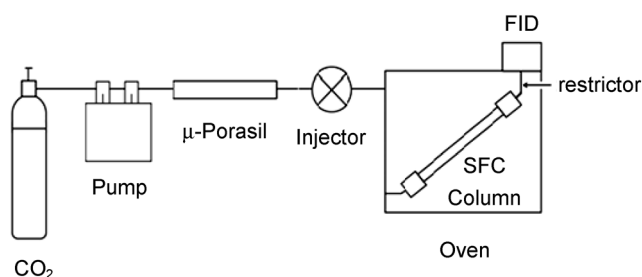 FID
restrictor
μ-Porasil
Injector
Pump
SFC
Column
Oven
CO₂